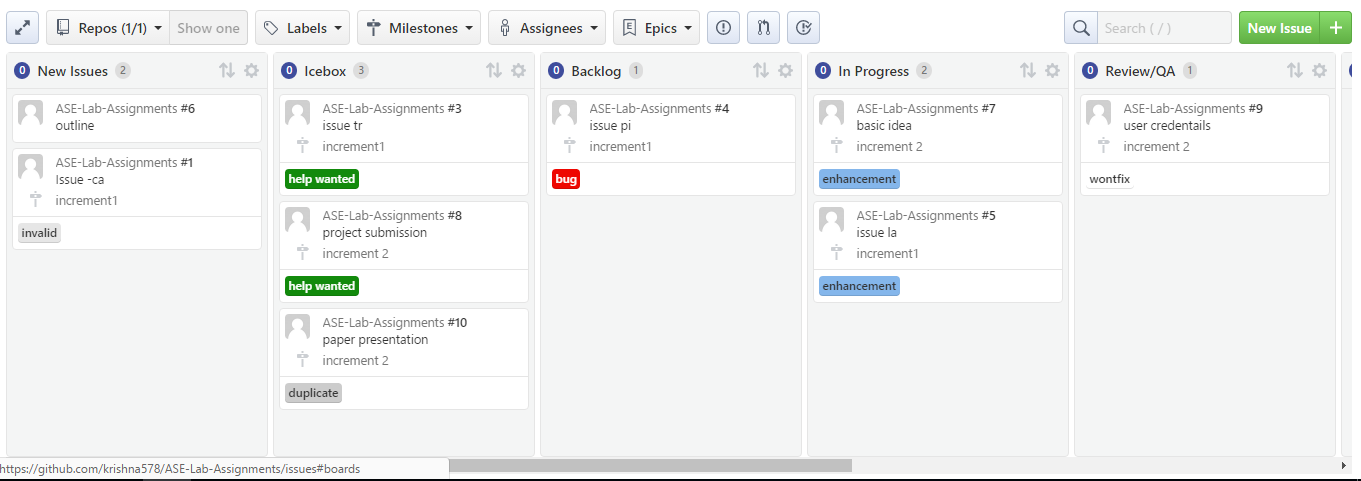 Repos (1/1) Show one Labels Milestones Assignees Epics Search ( / ) New Issue +
0 New Issues 2
ASE-Lab-Assignments #6
outline
ASE-Lab-Assignments #1
Issue -ca
increment1
invalid
0 Icebox 3
ASE-Lab-Assignments #3
issue tr
increment1
help wanted
ASE-Lab-Assignments #8
project submission
increment 2
help wanted
ASE-Lab-Assignments #10
paper presentation
increment 2
duplicate
0 Backlog 1
ASE-Lab-Assignments #4
issue pi
increment1
bug
0 In Progress 2
ASE-Lab-Assignments #7
basic idea
increment 2
enhancement
ASE-Lab-Assignments #5
issue la
increment1
enhancement
0 Review/QA 1
ASE-Lab-Assignments #9
user credentails
increment 2
wontfix
https://github.com/krishna578/ASE-Lab-Assignments/issues#boards